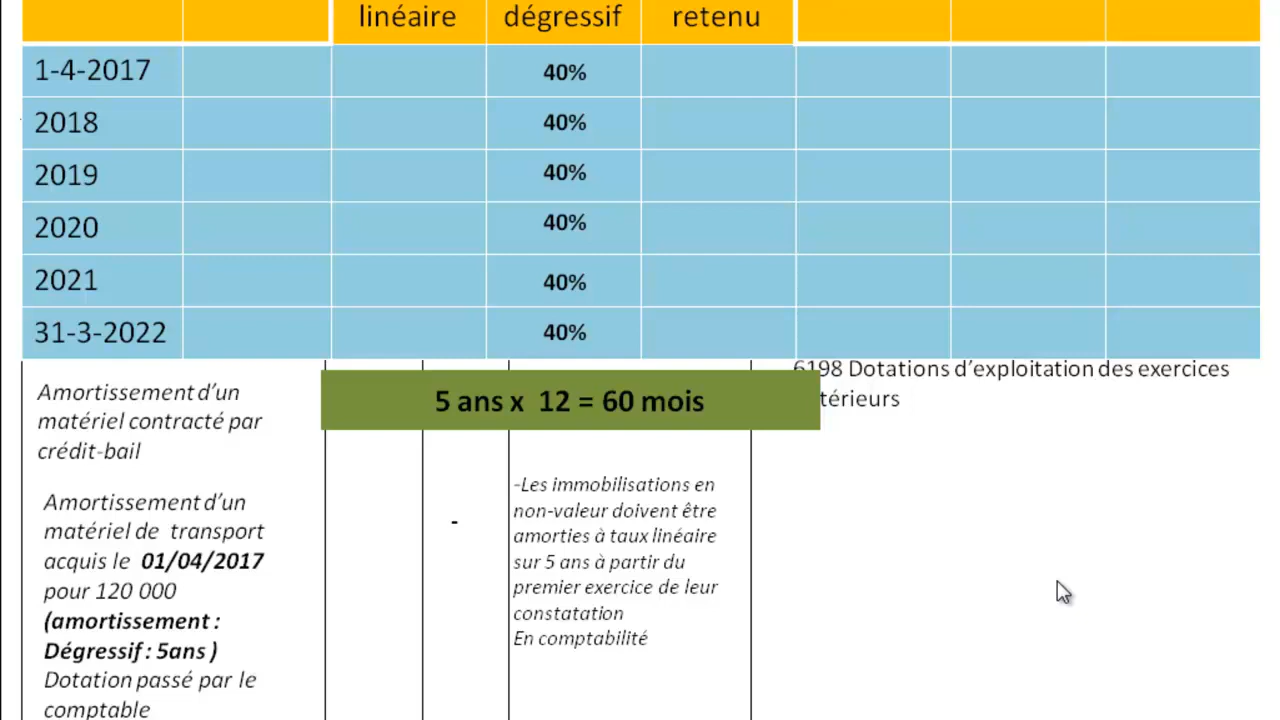 linéaire dégressif retenu
1-4-2017 40%
2018 40%
2019 40%
2020 40%
2021 40%
31-3-2022 40%
6198 Dotations d'exploitation des exercices
térieurs
5 ans x 12 = 60 mois
Amortissement d'un
matériel contracté par
crédit-bail
Amortissement d'un
matériel de transport
acquis le 01/04/2017
pour 120 000
(amortissement :
Dégressif : 5ans )
Dotation passé par le
comptable
-
-Les immobilisations en
non-valeur doivent être
amorties à taux linéaire
sur 5 ans à partir du
premier exercice de leur
constatation
En comptabilité